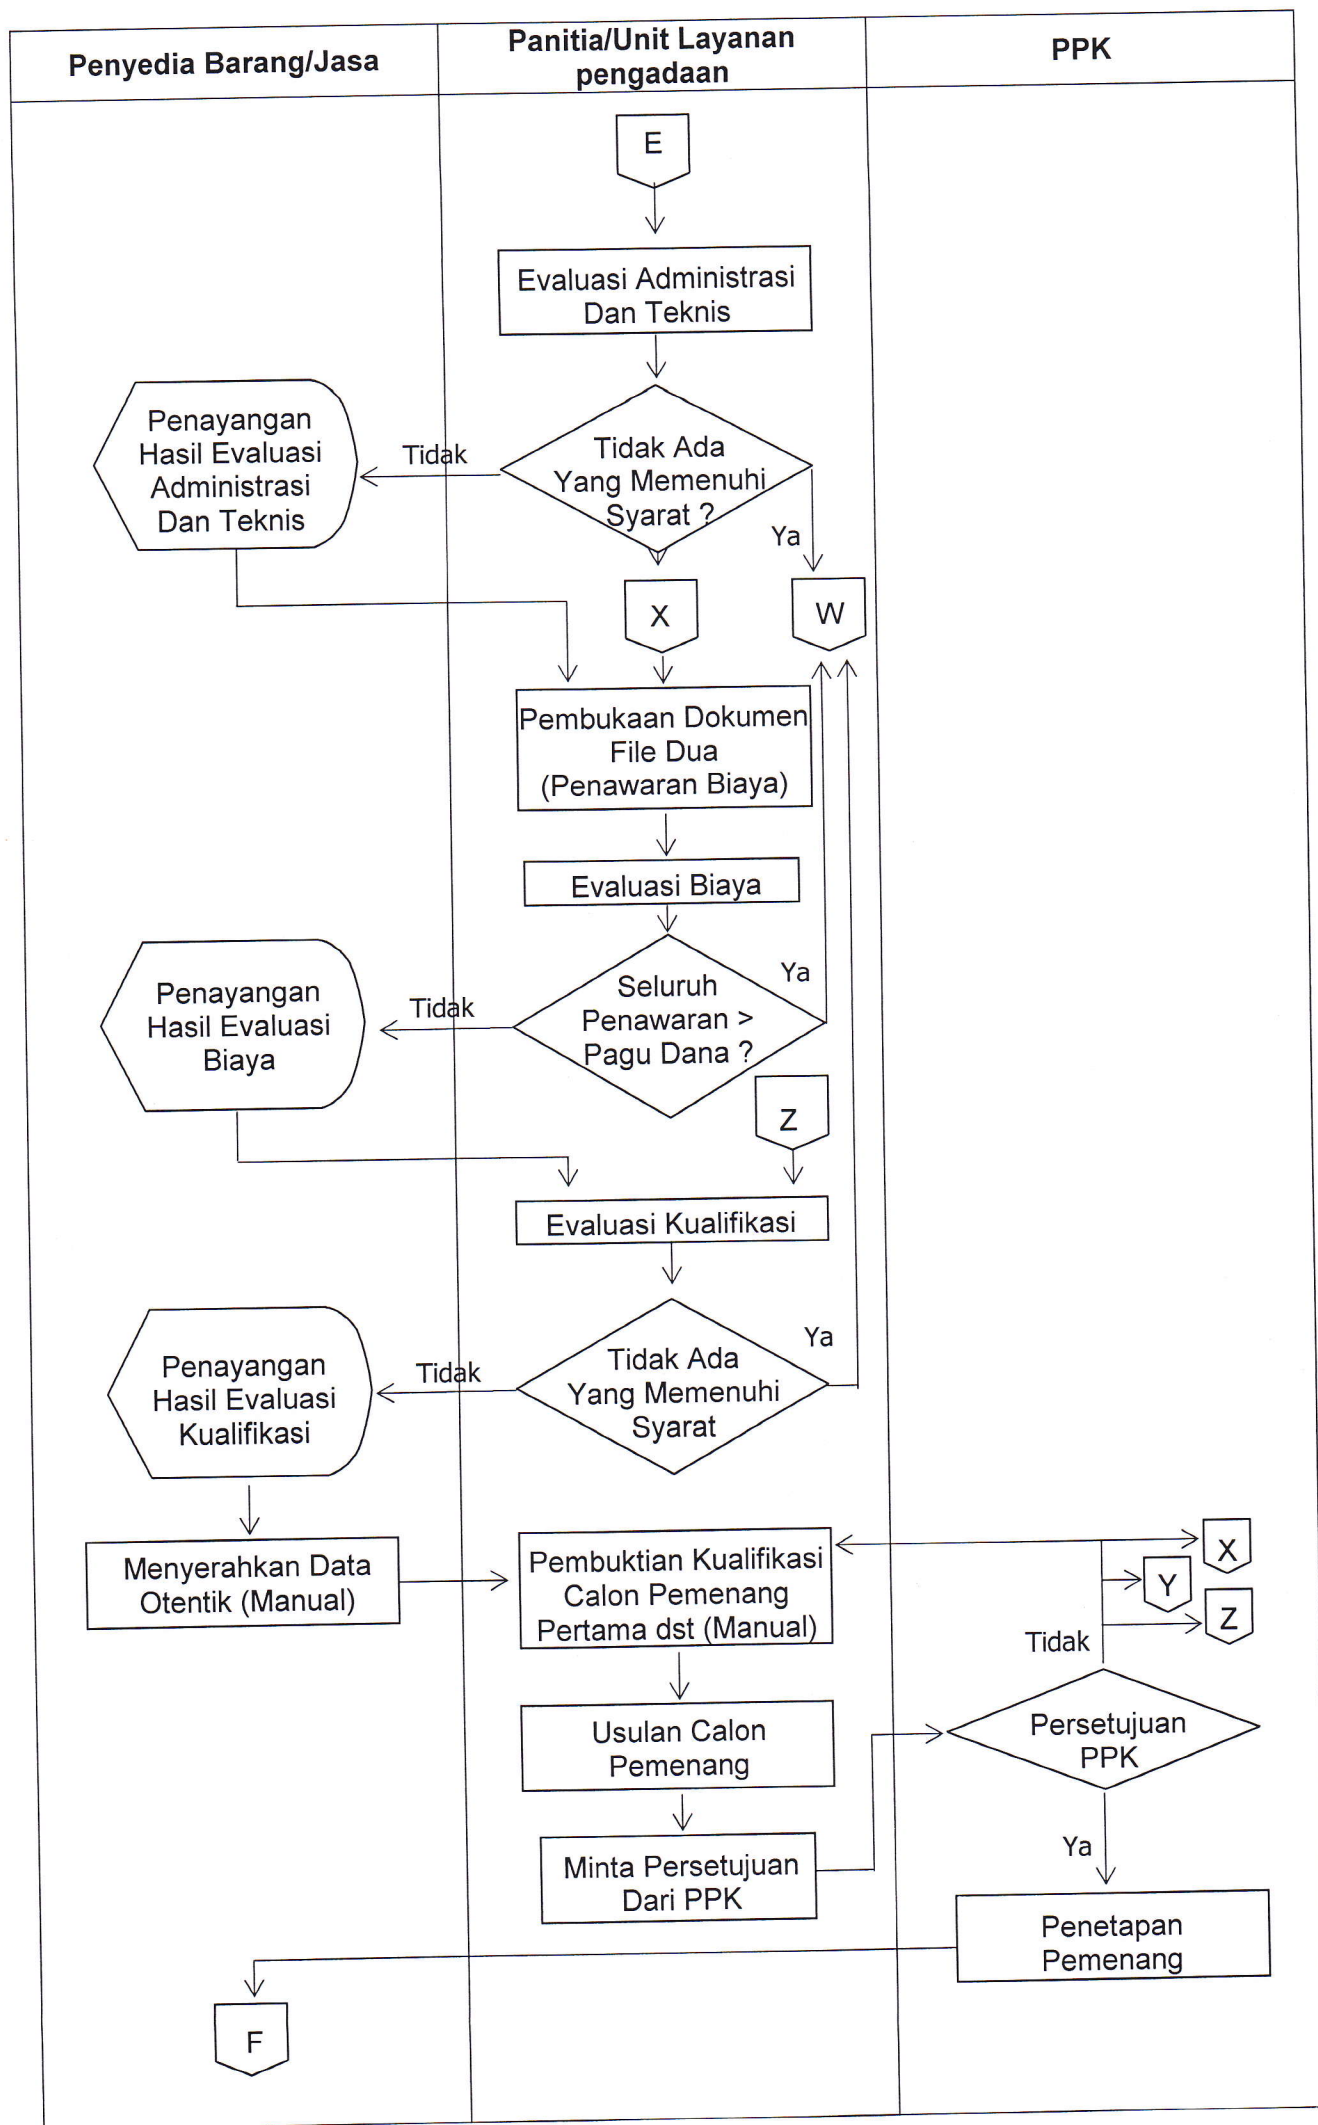 Penyedia Barang/Jasa
Panitia/Unit Layanan
pengadaan
PPK
E
Evaluasi Administrasi
Dan Teknis
Penayangan
Hasil Evaluasi
Administrasi
Dan Teknis
Tidak
Tidak Ada
Yang Memenuhi
Syarat ?
Ya
X
W
Pembukaan Dokumen
File Dua
(Penawaran Biaya)
Evaluasi Biaya
Penayangan
Hasil Evaluasi
Biaya
Tidak
Seluruh
Penawaran >
Pagu Dana ?
Ya
Z
Evaluasi Kualifikasi
Penayangan
Hasil Evaluasi
Kualifikasi
Tidak
Tidak Ada
Yang Memenuhi
Syarat
Ya
Menyerahkan Data
Otentik (Manual)
Pembuktian Kualifikasi
Calon Pemenang
Pertama dst (Manual)
X
Y
Z
Tidak
Usulan Calon
Pemenang
Persetujuan
PPK
Minta Persetujuan
Dari PPK
Ya
Penetapan
Pemenang
F